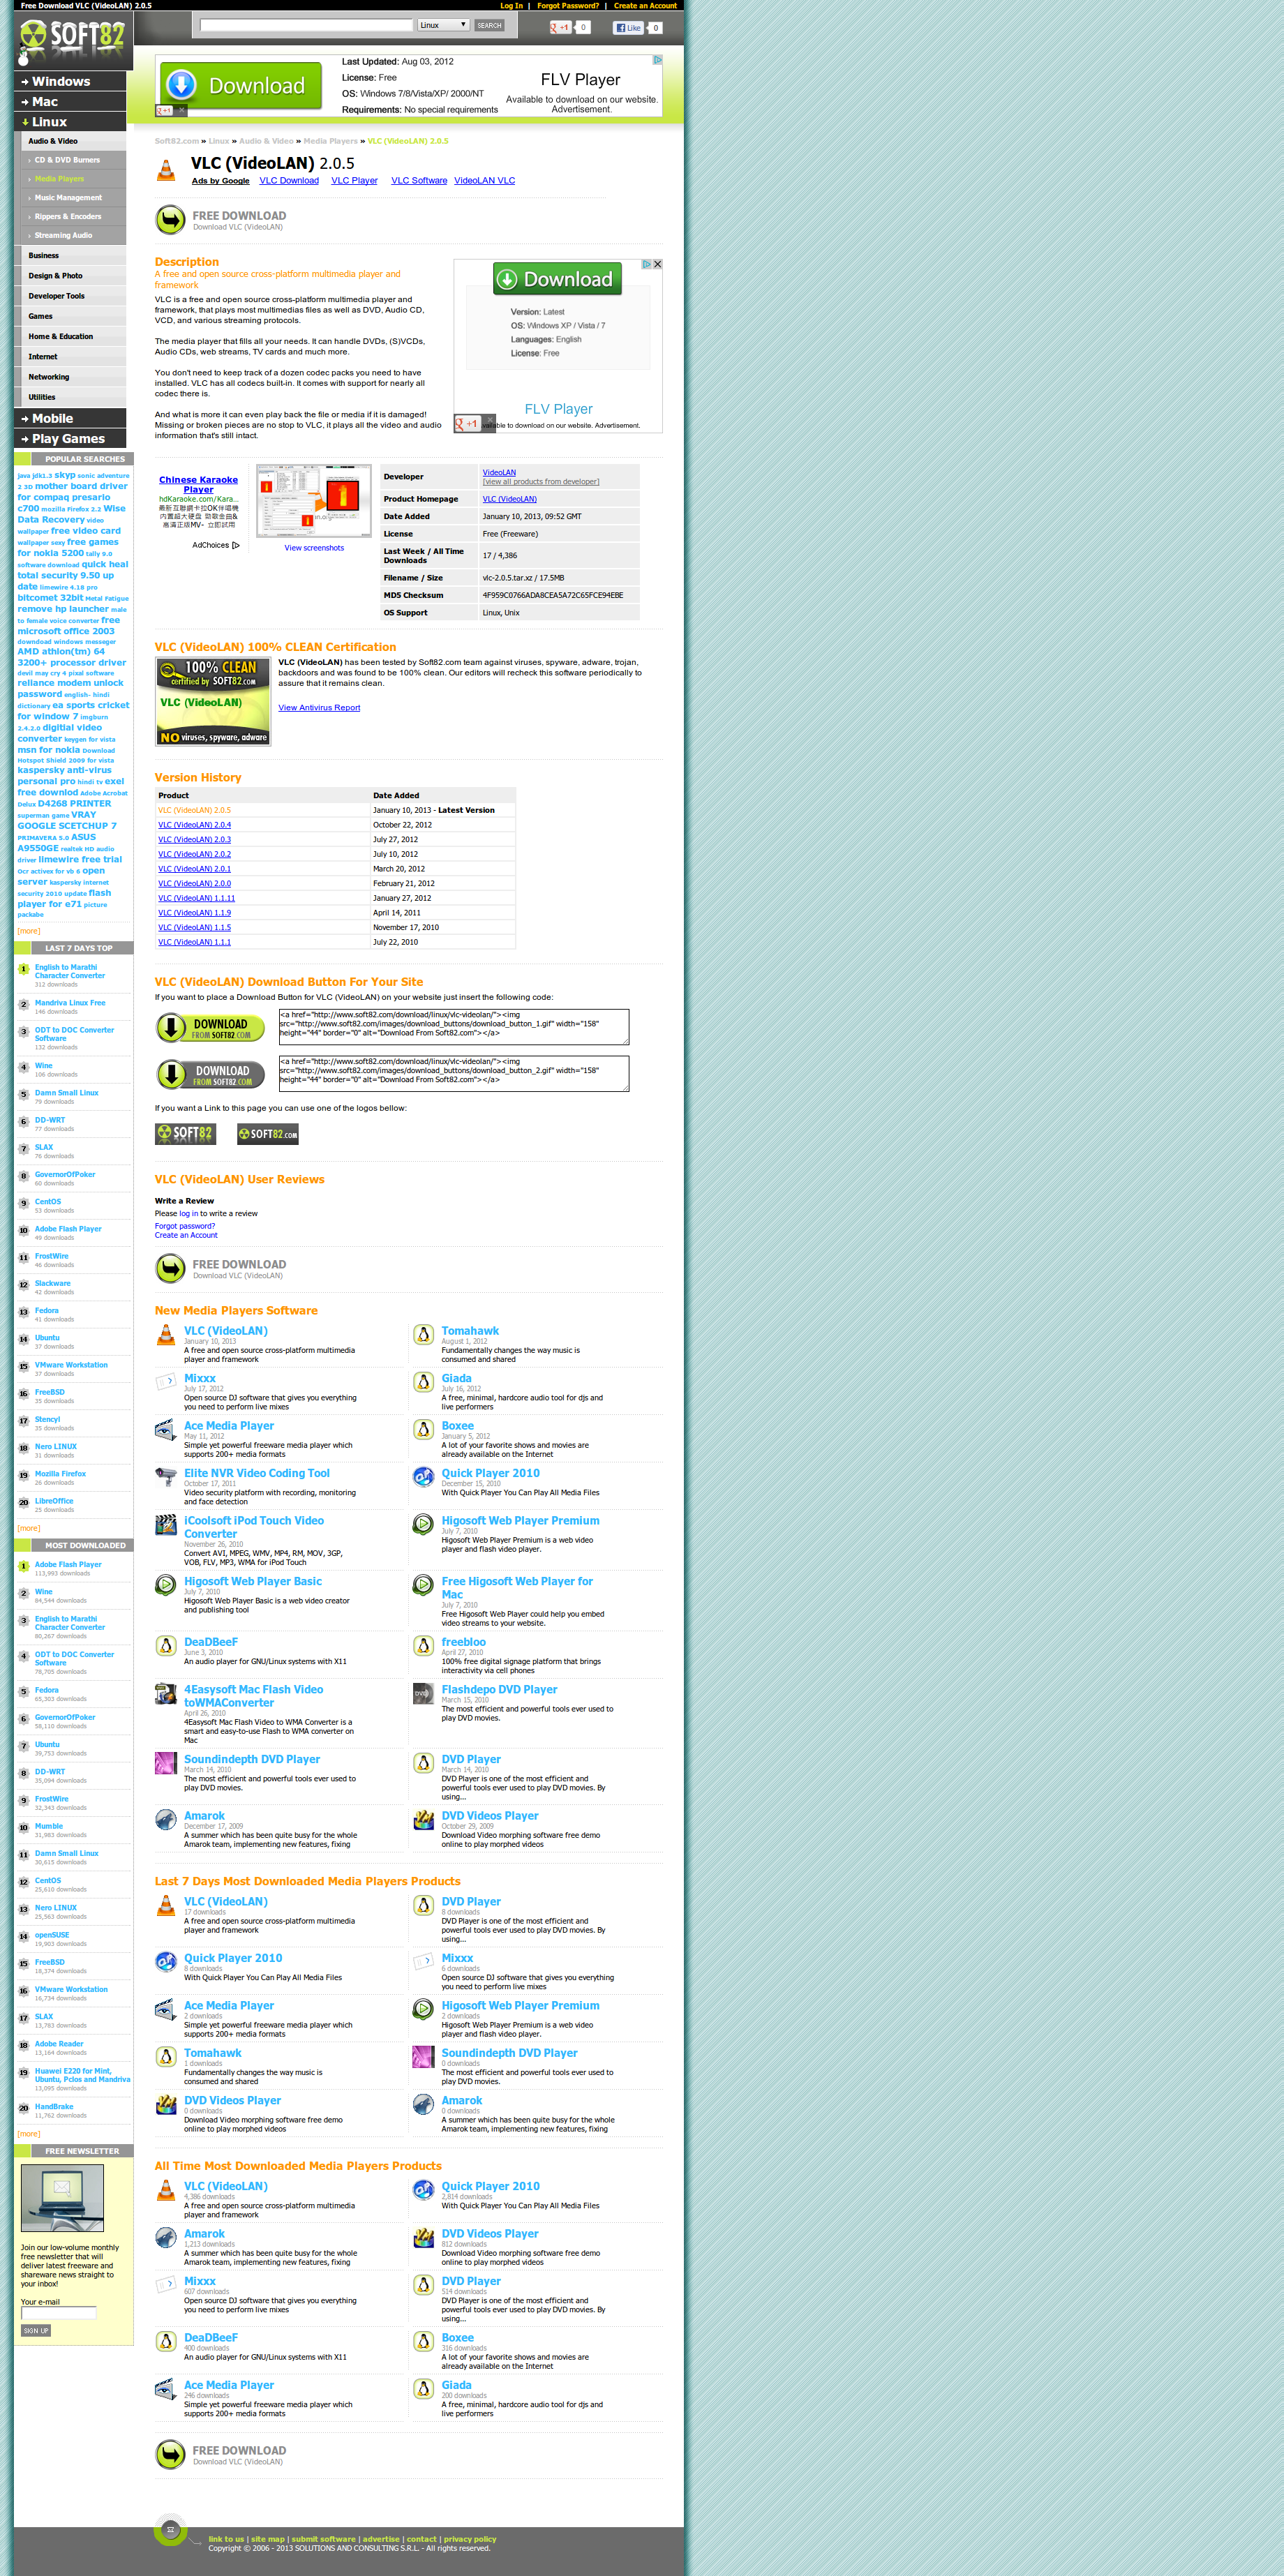 Free Download VLC (VideoLAN) 2.0.5
Log In | Forgot Password? | Create an Account
SOFT82
Linux
SEARCH
+1 0
Like 0
Windows
Mac
Linux
Audio & Video
CD & DVD Burners
Media Players
Music Management
Rippers & Encoders
Streaming Audio
Business
Design & Photo
Developer Tools
Games
Home & Education
Internet
Networking
Utilities
Mobile
Play Games
POPULAR SEARCHES
java jdk1.3 skyp sonic adventure
2 3D mother board driver
for compaq presario
c700 mozilla Firefox 2.2 Wise
Data Recovery video
wallpaper free video card
wallpaper sexy free games
for nokia 5200 tally 9.0
software download quick heal
total security 9.50 up
date limewire 4.18 pro
bitcomet 32bit Metal Fatigue
remove hp launcher male
to female voice converter free
microsoft office 2003
downdoad windows messeger
AMD athlon(tm) 64
3200+ processor driver
devil may cry 4 pixal software
reliance modem unlock
password english- hindi
dictionary ea sports cricket
for window 7 imgburn
2.4.2.0 digitial video
converter keygen for vista
msn for nokia Download
Hotspot Shield 2009 for vista
kaspersky anti-virus
personal pro hindi tv exel
free downlod Adobe Acrobat
Delux D4268 PRINTER
superman game VRAY
GOOGLE SCETCHUP 7
PRIMAVERA 5.0 ASUS
A9550GE realtek HD audio
driver limewire free trial
Ocr activex for vb 6 open
server kaspersky internet
security 2010 update flash
player for e71 picture
packabe
[more]
LAST 7 DAYS TOP
1 English to Marathi
Character Converter
312 downloads
2 Mandriva Linux Free
146 downloads
3 ODT to DOC Converter
Software
132 downloads
4 Wine
106 downloads
5 Damn Small Linux
79 downloads
6 DD-WRT
77 downloads
7 SLAX
76 downloads
8 GovernorOfPoker
60 downloads
9 CentOS
53 downloads
10 Adobe Flash Player
49 downloads
11 FrostWire
46 downloads
12 Slackware
42 downloads
13 Fedora
41 downloads
14 Ubuntu
37 downloads
15 VMware Workstation
37 downloads
16 FreeBSD
35 downloads
17 Stencyl
35 downloads
18 Nero LINUX
31 downloads
19 Mozilla Firefox
26 downloads
20 LibreOffice
25 downloads
[more]
MOST DOWNLOADED
1 Adobe Flash Player
113,993 downloads
2 Wine
84,544 downloads
3 English to Marathi
Character Converter
80,267 downloads
4 ODT to DOC Converter
Software
78,705 downloads
5 Fedora
65,303 downloads
6 GovernorOfPoker
58,110 downloads
7 Ubuntu
39,753 downloads
8 DD-WRT
35,094 downloads
9 FrostWire
32,343 downloads
10 Mumble
31,983 downloads
11 Damn Small Linux
30,615 downloads
12 CentOS
25,610 downloads
13 Nero LINUX
25,563 downloads
14 openSUSE
19,903 downloads
15 FreeBSD
18,374 downloads
16 VMware Workstation
16,734 downloads
17 SLAX
13,783 downloads
18 Adobe Reader
13,164 downloads
19 Huawei E220 for Mint,
Ubuntu, Pclos and Mandriva
13,095 downloads
20 HandBrake
11,762 downloads
[more]
FREE NEWSLETTER
Join our low-volume monthly
free newsletter that will
deliver latest freeware and
shareware news straight to
your inbox!
Your e-mail
SIGN UP
Download
+1
Last Updated: Aug 03, 2012
License: Free
OS: Windows 7/8/Vista/XP/ 2000/NT
Requirements: No special requirements
FLV Player
Available to download on our website.
Advertisement.
Soft82.com » Linux » Audio & Video » Media Players » VLC (VideoLAN) 2.0.5
VLC (VideoLAN) 2.0.5
Ads by Google VLC Download VLC Player VLC Software VideoLAN VLC
FREE DOWNLOAD
Download VLC (VideoLAN)
Description
A free and open source cross-platform multimedia player and
framework
VLC is a free and open source cross-platform multimedia player and
framework, that plays most multimedias files as well as DVD, Audio CD,
VCD, and various streaming protocols.
The media player that fills all your needs. It can handle DVDs, (S)VCDs,
Audio CDs, web streams, TV cards and much more.
You don't need to keep track of a dozen codec packs you need to have
installed. VLC has all codecs built-in. It comes with support for nearly all
codec there is.
And what is more it can even play back the file or media if it is damaged!
Missing or broken pieces are no stop to VLC, it plays all the video and audio
information that's still intact.
Download
Version: Latest
OS: Windows XP / Vista / 7
Languages: English
License: Free
FLV Player
+1
vailable to download on our website. Advertisement.
Chinese Karaoke
Player
hdKaraoke.com/Kara...
最新互聯網卡拉OK伴唱機
內置超大硬盘 勁歌金曲&
高清正版MV- 立即試用
AdChoices
View screenshots
Developer VideoLAN
[view all products from developer]
Product Homepage VLC (VideoLAN)
Date Added January 10, 2013, 09:52 GMT
License Free (Freeware)
Last Week / All Time
Downloads 17 / 4,386
Filename / Size vlc-2.0.5.tar.xz / 17.5MB
MD5 Checksum 4F959C0766ADA8CEA5A72C65FCE94EBE
OS Support Linux, Unix
VLC (VideoLAN) 100% CLEAN Certification
100% CLEAN
certified by SOFT82.COM
VLC (VideoLAN)
NO viruses, spyware, adware
VLC (VideoLAN) has been tested by Soft82.com team against viruses, spyware, adware, trojan,
backdoors and was found to be 100% clean. Our editors will recheck this software periodically to
assure that it remains clean.
View Antivirus Report
Version History
Product Date Added
VLC (VideoLAN) 2.0.5 January 10, 2013 - Latest Version
VLC (VideoLAN) 2.0.4 October 22, 2012
VLC (VideoLAN) 2.0.3 July 27, 2012
VLC (VideoLAN) 2.0.2 July 10, 2012
VLC (VideoLAN) 2.0.1 March 20, 2012
VLC (VideoLAN) 2.0.0 February 21, 2012
VLC (VideoLAN) 1.1.11 January 27, 2012
VLC (VideoLAN) 1.1.9 April 14, 2011
VLC (VideoLAN) 1.1.5 November 17, 2010
VLC (VideoLAN) 1.1.1 July 22, 2010
VLC (VideoLAN) Download Button For Your Site
If you want to place a Download Button for VLC (VideoLAN) on your website just insert the following code:
DOWNLOAD
FROM SOFT82.COM
<a href="http://www.soft82.com/download/linux/vlc-videolan/"><img
src="http://www.soft82.com/images/download_buttons/download_button_1.gif" width="158"
height="44" border="0" alt="Download From Soft82.com"></a>
DOWNLOAD
FROM SOFT82.COM
<a href="http://www.soft82.com/download/linux/vlc-videolan/"><img
src="http://www.soft82.com/images/download_buttons/download_button_2.gif" width="158"
height="44" border="0" alt="Download From Soft82.com"></a>
If you want a Link to this page you can use one of the logos bellow:
SOFT82 SOFT82.COM
VLC (VideoLAN) User Reviews
Write a Review
Please log in to write a review
Forgot password?
Create an Account
FREE DOWNLOAD
Download VLC (VideoLAN)
New Media Players Software
VLC (VideoLAN)
January 10, 2013
A free and open source cross-platform multimedia
player and framework
Tomahawk
August 1, 2012
Fundamentally changes the way music is
consumed and shared
Mixxx
July 17, 2012
Open source DJ software that gives you everything
you need to perform live mixes
Giada
July 16, 2012
A free, minimal, hardcore audio tool for djs and
live performers
Ace Media Player
May 11, 2012
Simple yet powerful freeware media player which
supports 200+ media formats
Boxee
January 5, 2012
A lot of your favorite shows and movies are
already available on the Internet
Elite NVR Video Coding Tool
October 17, 2011
Video security platform with recording, monitoring
and face detection
Quick Player 2010
December 15, 2010
With Quick Player You Can Play All Media Files
iCoolsoft iPod Touch Video
Converter
November 26, 2010
Convert AVI, MPEG, WMV, MP4, RM, MOV, 3GP,
VOB, FLV, MP3, WMA for iPod Touch
Higosoft Web Player Premium
July 7, 2010
Higosoft Web Player Premium is a web video
player and flash video player.
Higosoft Web Player Basic
July 7, 2010
Higosoft Web Player Basic is a web video creator
and publishing tool
Free Higosoft Web Player for
Mac
July 7, 2010
Free Higosoft Web Player could help you embed
video streams to your website.
DeaDBeeF
June 3, 2010
An audio player for GNU/Linux systems with X11
freebloo
April 27, 2010
100% free digital signage platform that brings
interactivity via cell phones
4Easysoft Mac Flash Video
toWMAConverter
April 26, 2010
4Easysoft Mac Flash Video to WMA Converter is a
smart and easy-to-use Flash to WMA converter on
Mac
Flashdepo DVD Player
March 15, 2010
The most efficient and powerful tools ever used to
play DVD movies.
Soundindepth DVD Player
March 14, 2010
The most efficient and powerful tools ever used to
play DVD movies.
DVD Player
March 14, 2010
DVD Player is one of the most efficient and
powerful tools ever used to play DVD movies. By
using...
Amarok
December 17, 2009
A summer which has been quite busy for the whole
Amarok team, implementing new features, fixing
DVD Videos Player
October 29, 2009
Download Video morphing software free demo
online to play morphed videos
Last 7 Days Most Downloaded Media Players Products
VLC (VideoLAN)
17 downloads
A free and open source cross-platform multimedia
player and framework
DVD Player
8 downloads
DVD Player is one of the most efficient and
powerful tools ever used to play DVD movies. By
using...
Quick Player 2010
8 downloads
With Quick Player You Can Play All Media Files
Mixxx
6 downloads
Open source DJ software that gives you everything
you need to perform live mixes
Ace Media Player
2 downloads
Simple yet powerful freeware media player which
supports 200+ media formats
Higosoft Web Player Premium
2 downloads
Higosoft Web Player Premium is a web video
player and flash video player.
Tomahawk
1 downloads
Fundamentally changes the way music is
consumed and shared
Soundindepth DVD Player
0 downloads
The most efficient and powerful tools ever used to
play DVD movies.
DVD Videos Player
0 downloads
Download Video morphing software free demo
online to play morphed videos
Amarok
0 downloads
A summer which has been quite busy for the whole
Amarok team, implementing new features, fixing
All Time Most Downloaded Media Players Products
VLC (VideoLAN)
4,386 downloads
A free and open source cross-platform multimedia
player and framework
Quick Player 2010
2,814 downloads
With Quick Player You Can Play All Media Files
Amarok
1,213 downloads
A summer which has been quite busy for the whole
Amarok team, implementing new features, fixing
DVD Videos Player
812 downloads
Download Video morphing software free demo
online to play morphed videos
Mixxx
607 downloads
Open source DJ software that gives you everything
you need to perform live mixes
DVD Player
514 downloads
DVD Player is one of the most efficient and
powerful tools ever used to play DVD movies. By
using...
DeaDBeeF
400 downloads
An audio player for GNU/Linux systems with X11
Boxee
316 downloads
A lot of your favorite shows and movies are
already available on the Internet
Ace Media Player
246 downloads
Simple yet powerful freeware media player which
supports 200+ media formats
Giada
200 downloads
A free, minimal, hardcore audio tool for djs and
live performers
FREE DOWNLOAD
Download VLC (VideoLAN)
link to us | site map | submit software | advertise | contact | privacy policy
Copyright © 2006 - 2013 SOLUTIONS AND CONSULTING S.R.L. - All rights reserved.